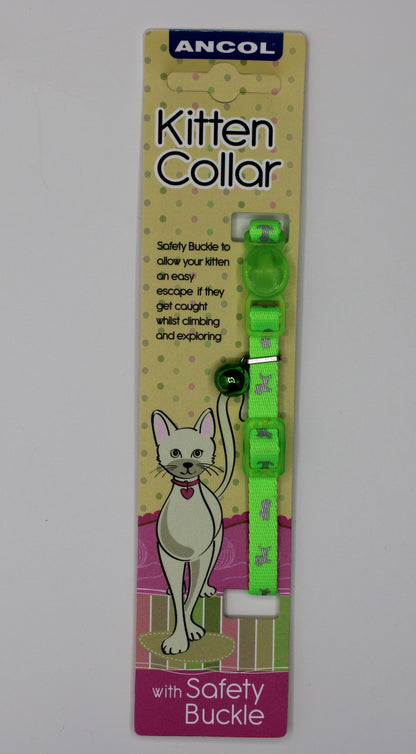 ANCOL®
Kitten
Collar
Safety Buckle to
allow your kitten
an easy
escape if they
get caught
whilst climbing
and exploring
with Safety
Buckle